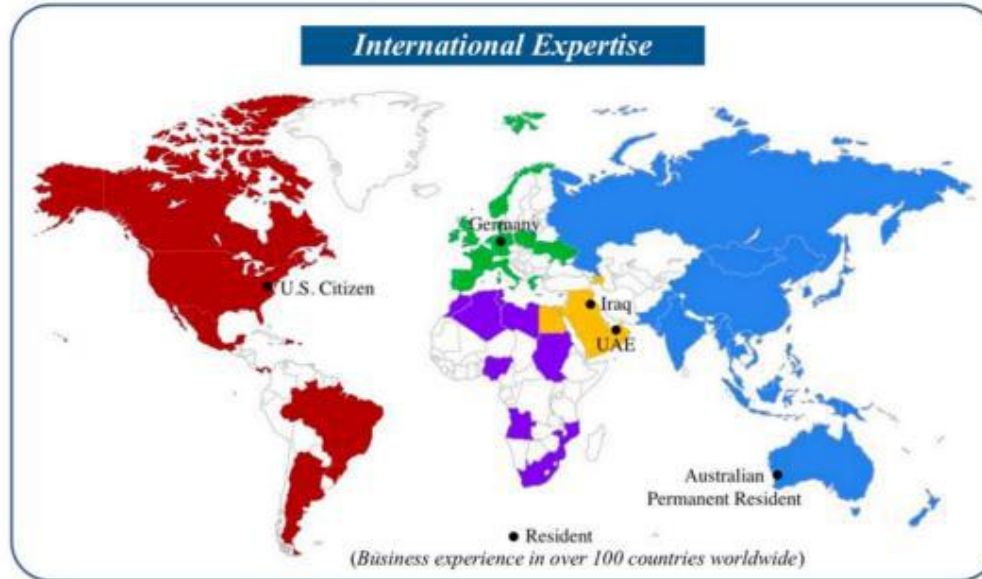 International Expertise
Germany
U.S. Citizen
Iraq
UAE
Australian
Permanent Resident
Resident
(Business experience in over 100 countries worldwide)